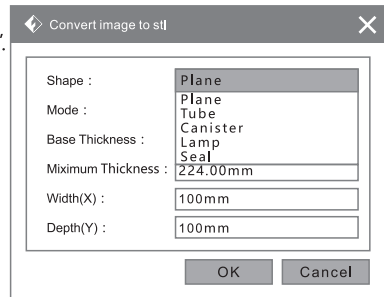 Convert image to stl
Shape : Plane
Plane
Mode : Tube
Canister
Base Thickness : Lamp
Seal
Miximum Thickness : 224.00mm
Width(X) : 100mm
Depth(Y) : 100mm
OK Cancel